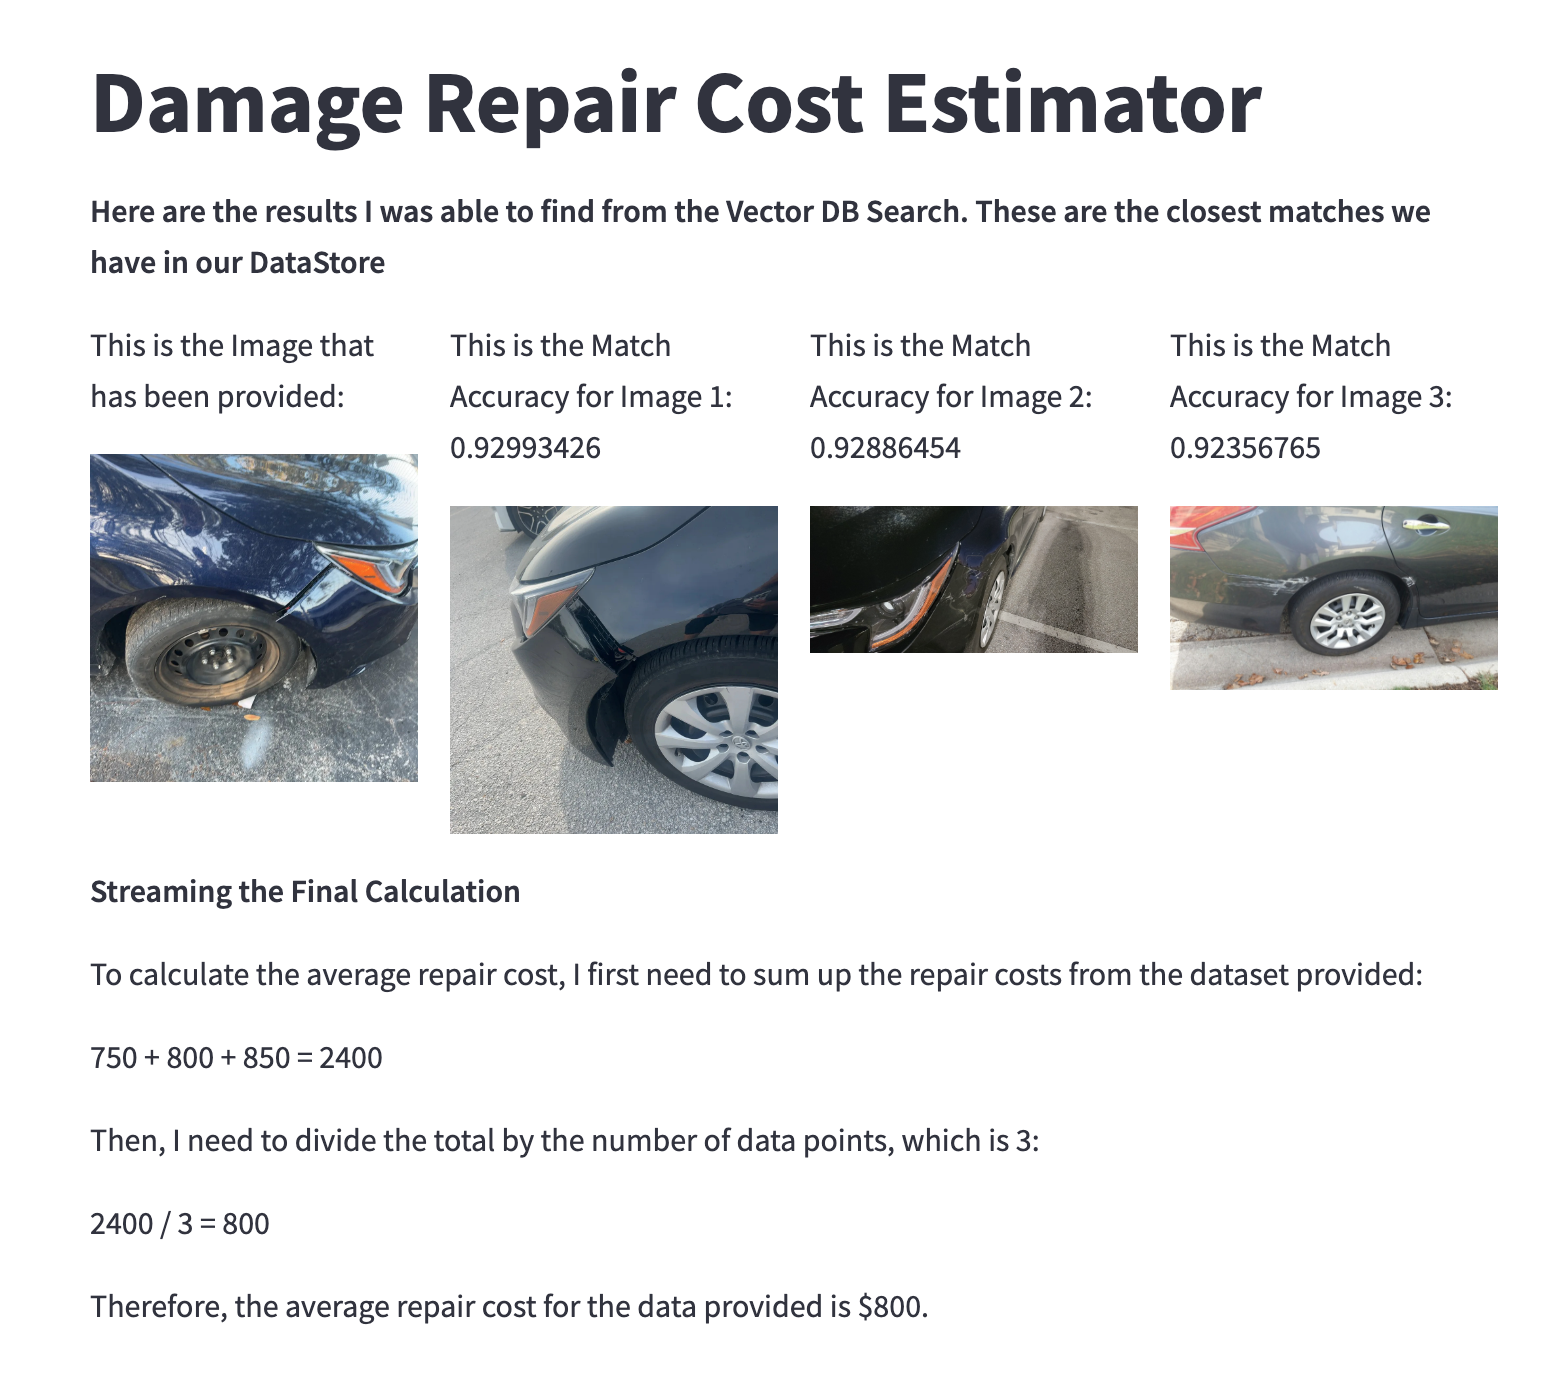 Damage Repair Cost Estimator
Here are the results I was able to find from the Vector DB Search. These are the closest matches we
have in our DataStore
This is the Image that
has been provided:
This is the Match
Accuracy for Image 1:
0.92993426
This is the Match
Accuracy for Image 2:
0.92886454
This is the Match
Accuracy for Image 3:
0.92356765
Streaming the Final Calculation
To calculate the average repair cost, I first need to sum up the repair costs from the dataset provided:
750 + 800 + 850 = 2400
Then, I need to divide the total by the number of data points, which is 3:
2400 / 3 = 800
Therefore, the average repair cost for the data provided is $800.